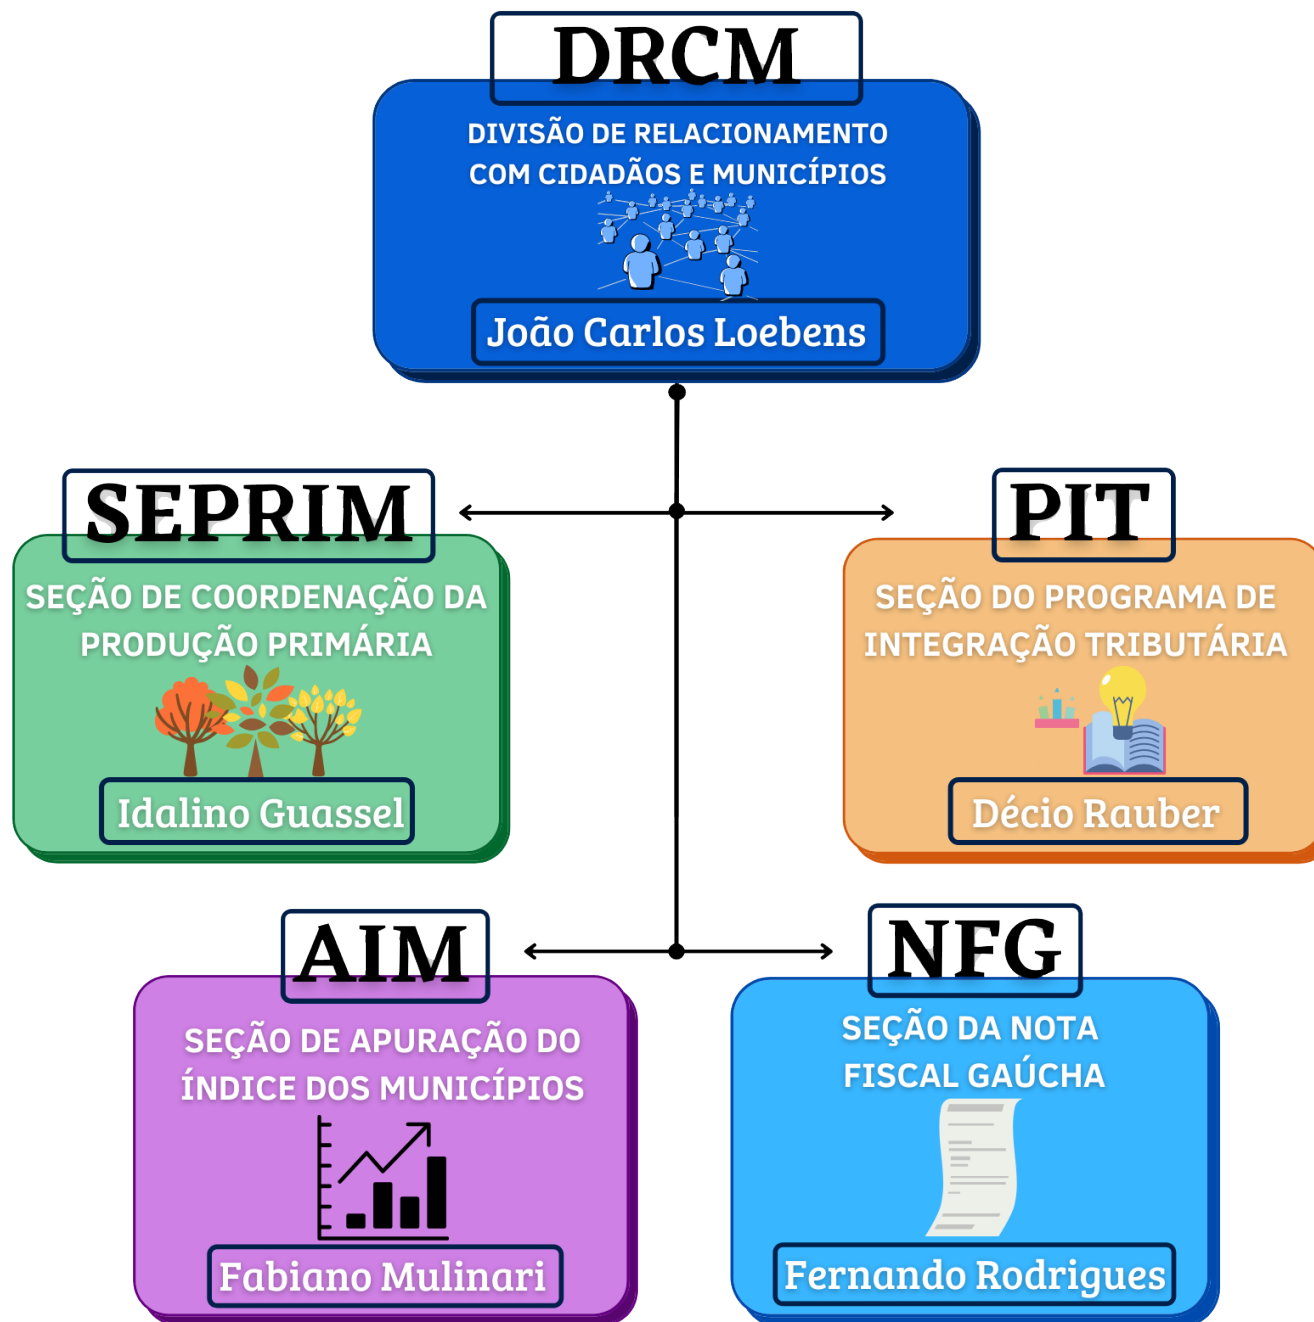 DRCM
DIVISÃO DE RELACIONAMENTO
COM CIDADÃOS E MUNICÍPIOS
João Carlos Loebens
SEPRIM
SEÇÃO DE COORDENAÇÃO DA
PRODUÇÃO PRIMÁRIA
Idalino Guassel
PIT
SEÇÃO DO PROGRAMA DE
INTEGRAÇÃO TRIBUTÁRIA
Décio Rauber
AIM
SEÇÃO DE APURAÇÃO DO
ÍNDICE DOS MUNICÍPIOS
Fabiano Mulinari
NFG
SEÇÃO DA NOTA
FISCAL GAÚCHA
Fernando Rodrigues